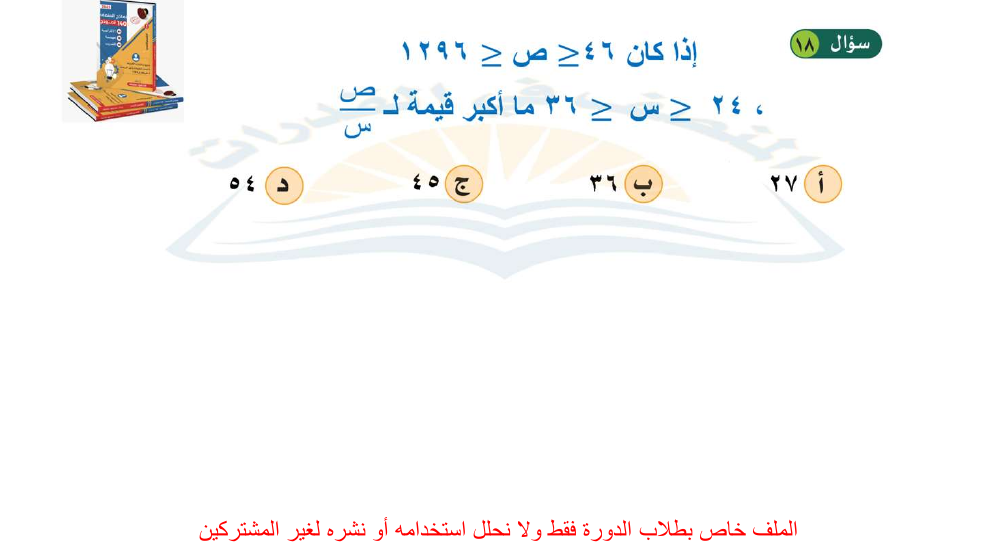 سؤال ١٨
إذا كان ٤٦ ≥ ص ≥ ١٢٩٦
، ٢٤ ≥ س ≥ ٣٦ ما أكبر قيمة لـ ص/س
أ ٢٧
ب ٣٦
ج ٤٥
د ٥٤
الملف خاص بطلاب الدورة فقط ولا نحلل استخدامه أو نشره لغير المشتركين